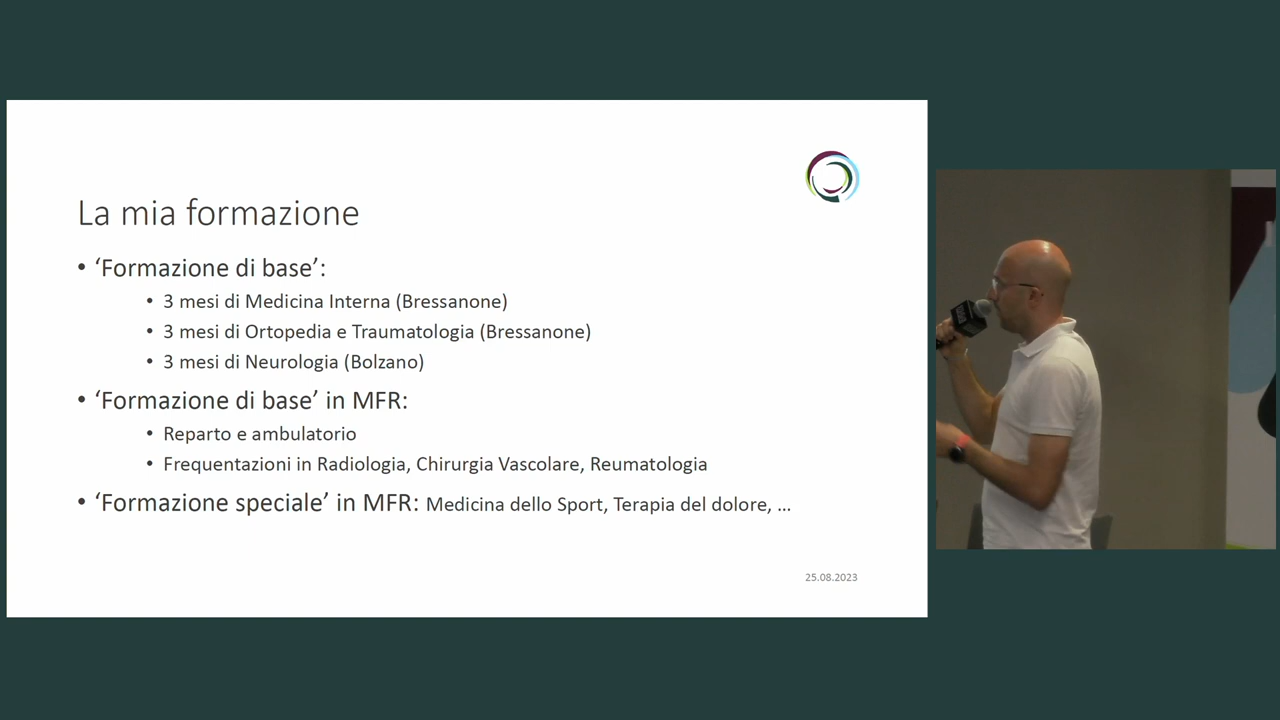 La mia formazione
• ‘Formazione di base’:
• 3 mesi di Medicina Interna (Bressanone)
• 3 mesi di Ortopedia e Traumatologia (Bressanone)
• 3 mesi di Neurologia (Bolzano)
• ‘Formazione di base’ in MFR:
• Reparto e ambulatorio
• Frequentazioni in Radiologia, Chirurgia Vascolare, Reumatologia
• ‘Formazione speciale’ in MFR: Medicina dello Sport, Terapia del dolore, ...
25.08.2023